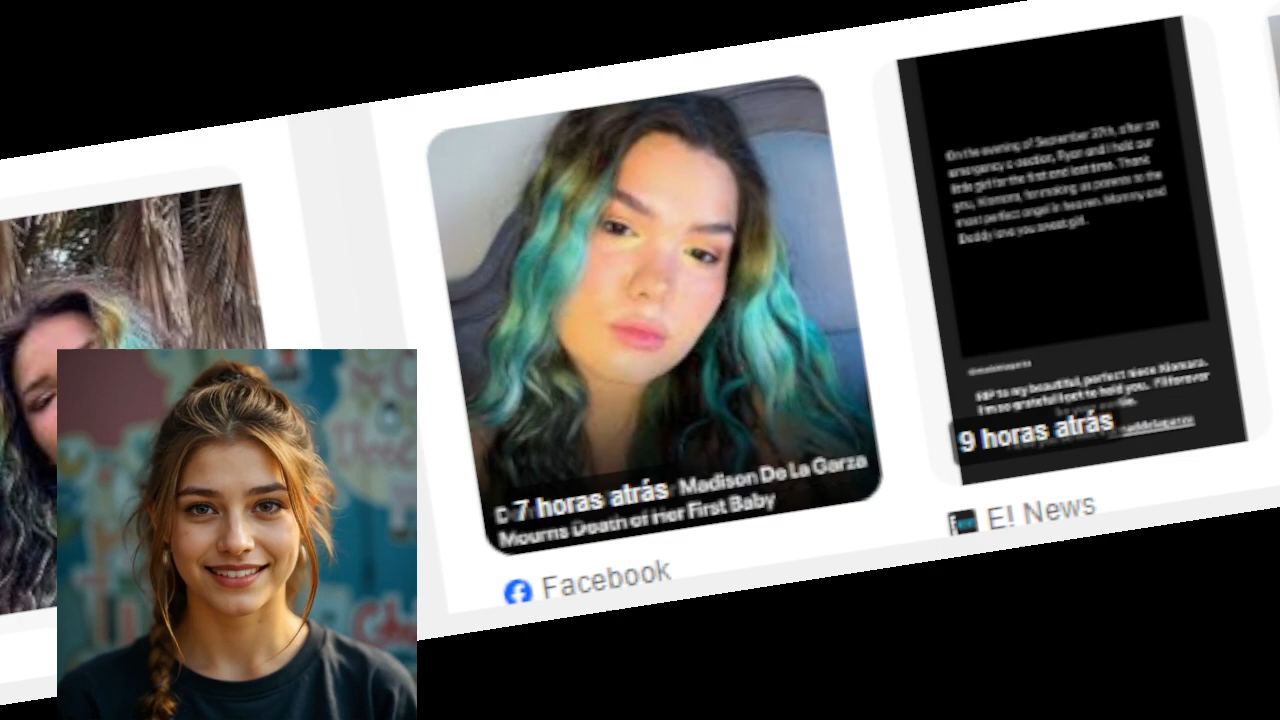 7 horas atrás Madison De La Garza
Mourns Death of Her First Baby
Facebook
On the evening of September 27th, after an
emergency c-section, Ryan and I held our
little girl for the first and last time. Thank
you, Xiomara, for making us parents to the
most perfect angel in heaven. Mommy and
Daddy love you sweet girl.
RIP to my beautiful, perfect niece Xiomara.
I'm so grateful I got to hold you. I'll forever
9 horas atrás
E! News